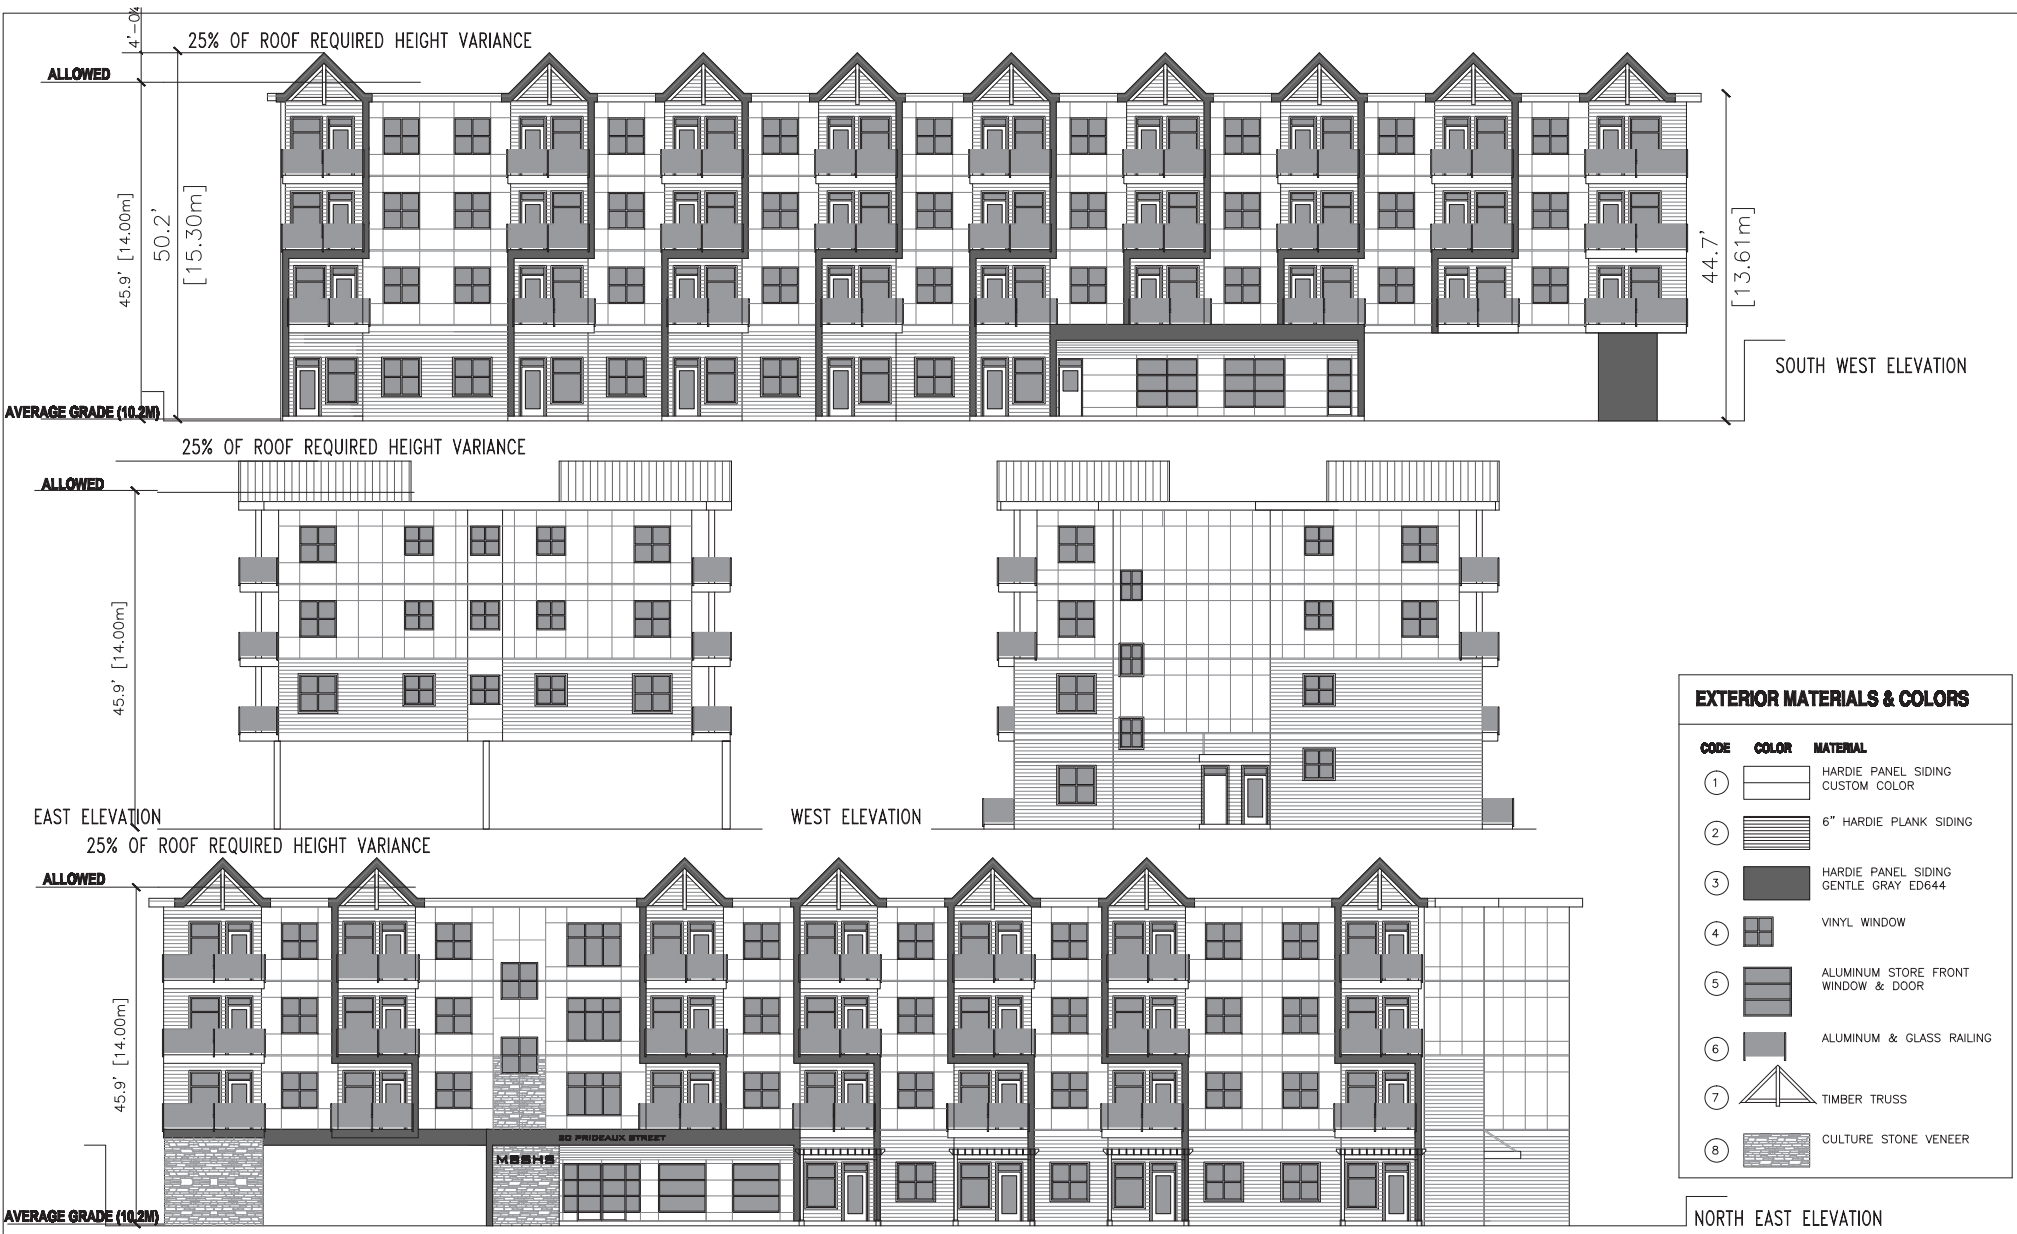 4'-0¼
25% OF ROOF REQUIRED HEIGHT VARIANCE
ALLOWED
45.9' [14.00m]
50.2'
[15.30m]
44.7'
[13.61m]
SOUTH WEST ELEVATION
AVERAGE GRADE (10.2M)
25% OF ROOF REQUIRED HEIGHT VARIANCE
ALLOWED
45.9' [14.00m]
EAST ELEVATION
WEST ELEVATION
25% OF ROOF REQUIRED HEIGHT VARIANCE
ALLOWED
45.9' [14.00m]
20 PRIDEAUX STREET
MBSHS
AVERAGE GRADE (10.2M)
NORTH EAST ELEVATION
EXTERIOR MATERIALS & COLORS
CODE COLOR MATERIAL
1 HARDIE PANEL SIDING
CUSTOM COLOR
2 6" HARDIE PLANK SIDING
3 HARDIE PANEL SIDING
GENTLE GRAY ED644
4 VINYL WINDOW
5 ALUMINUM STORE FRONT
WINDOW & DOOR
6 ALUMINUM & GLASS RAILING
7 TIMBER TRUSS
8 CULTURE STONE VENEER